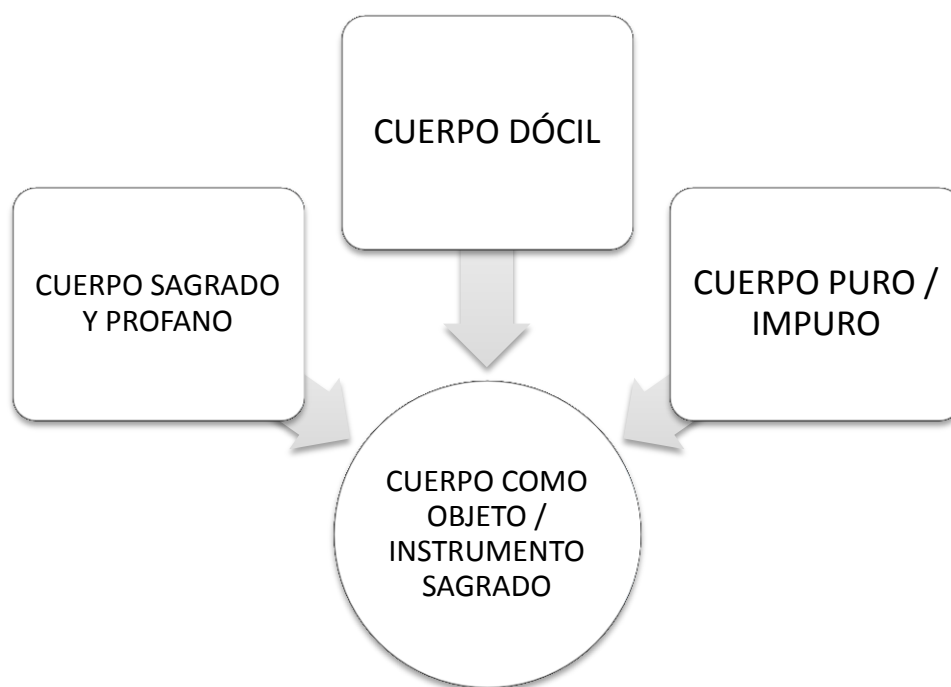 CUERPO DÓCIL
CUERPO SAGRADO
Y PROFANO
CUERPO PURO /
IMPURO
CUERPO COMO
OBJETO /
INSTRUMENTO
SAGRADO